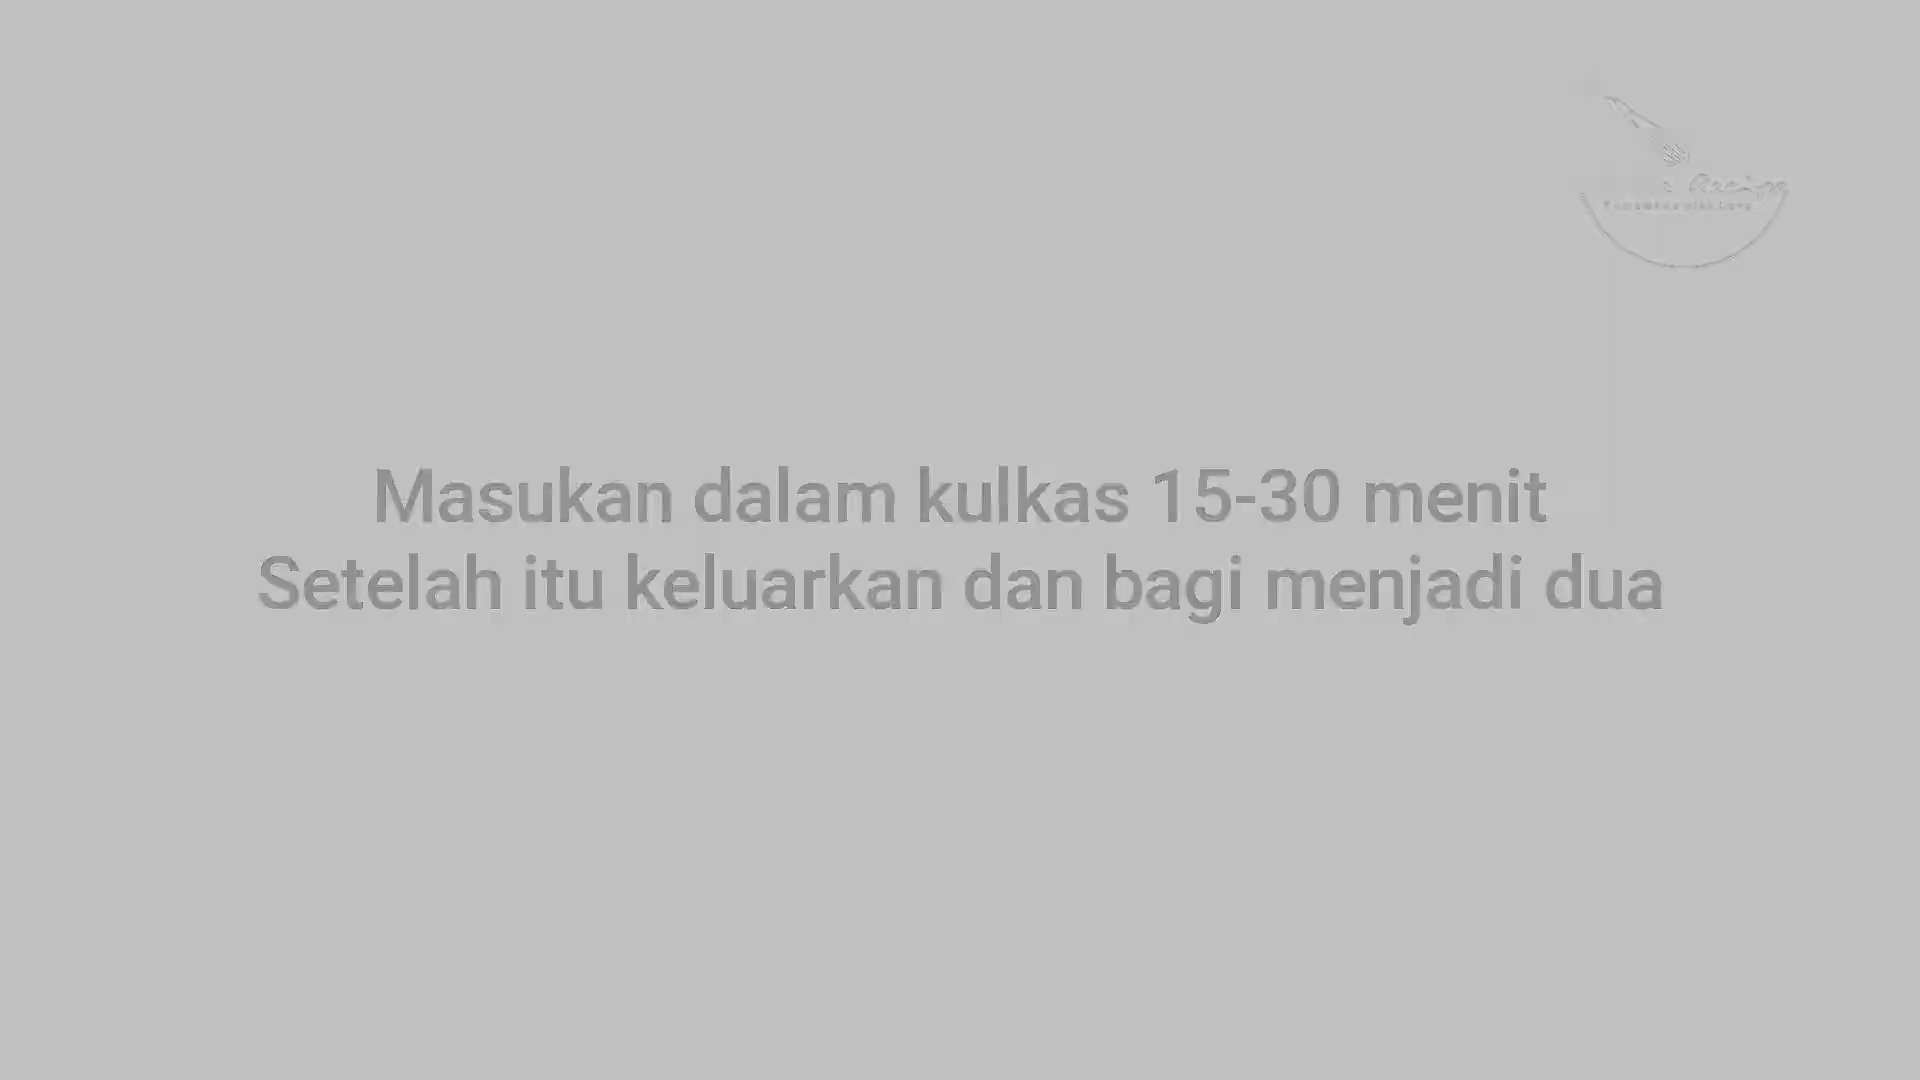 Masukan dalam kulkas 15-30 menit
Setelah itu keluarkan dan bagi menjadi dua